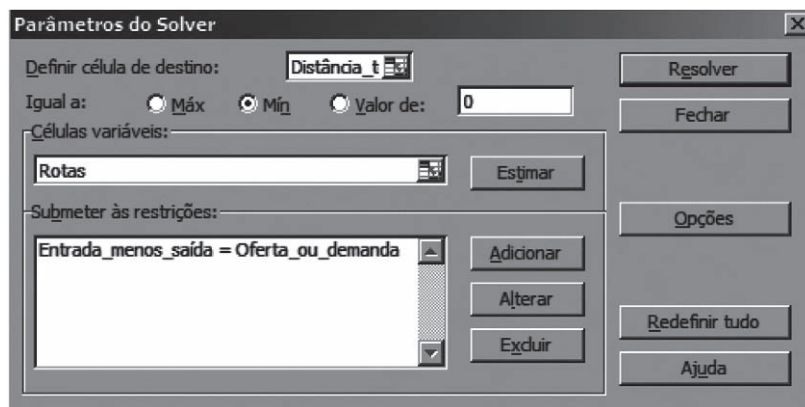 Parâmetros do Solver
Definir célula de destino: Distância_t
Resolver
Igual a: Máx Mín Valor de: 0
Fechar
Células variáveis:
Rotas
Estimar
Submeter às restrições:
Opções
Entrada_menos_saída = Oferta_ou_demanda
Adicionar
Alterar
Excluir
Redefinir tudo
Ajuda